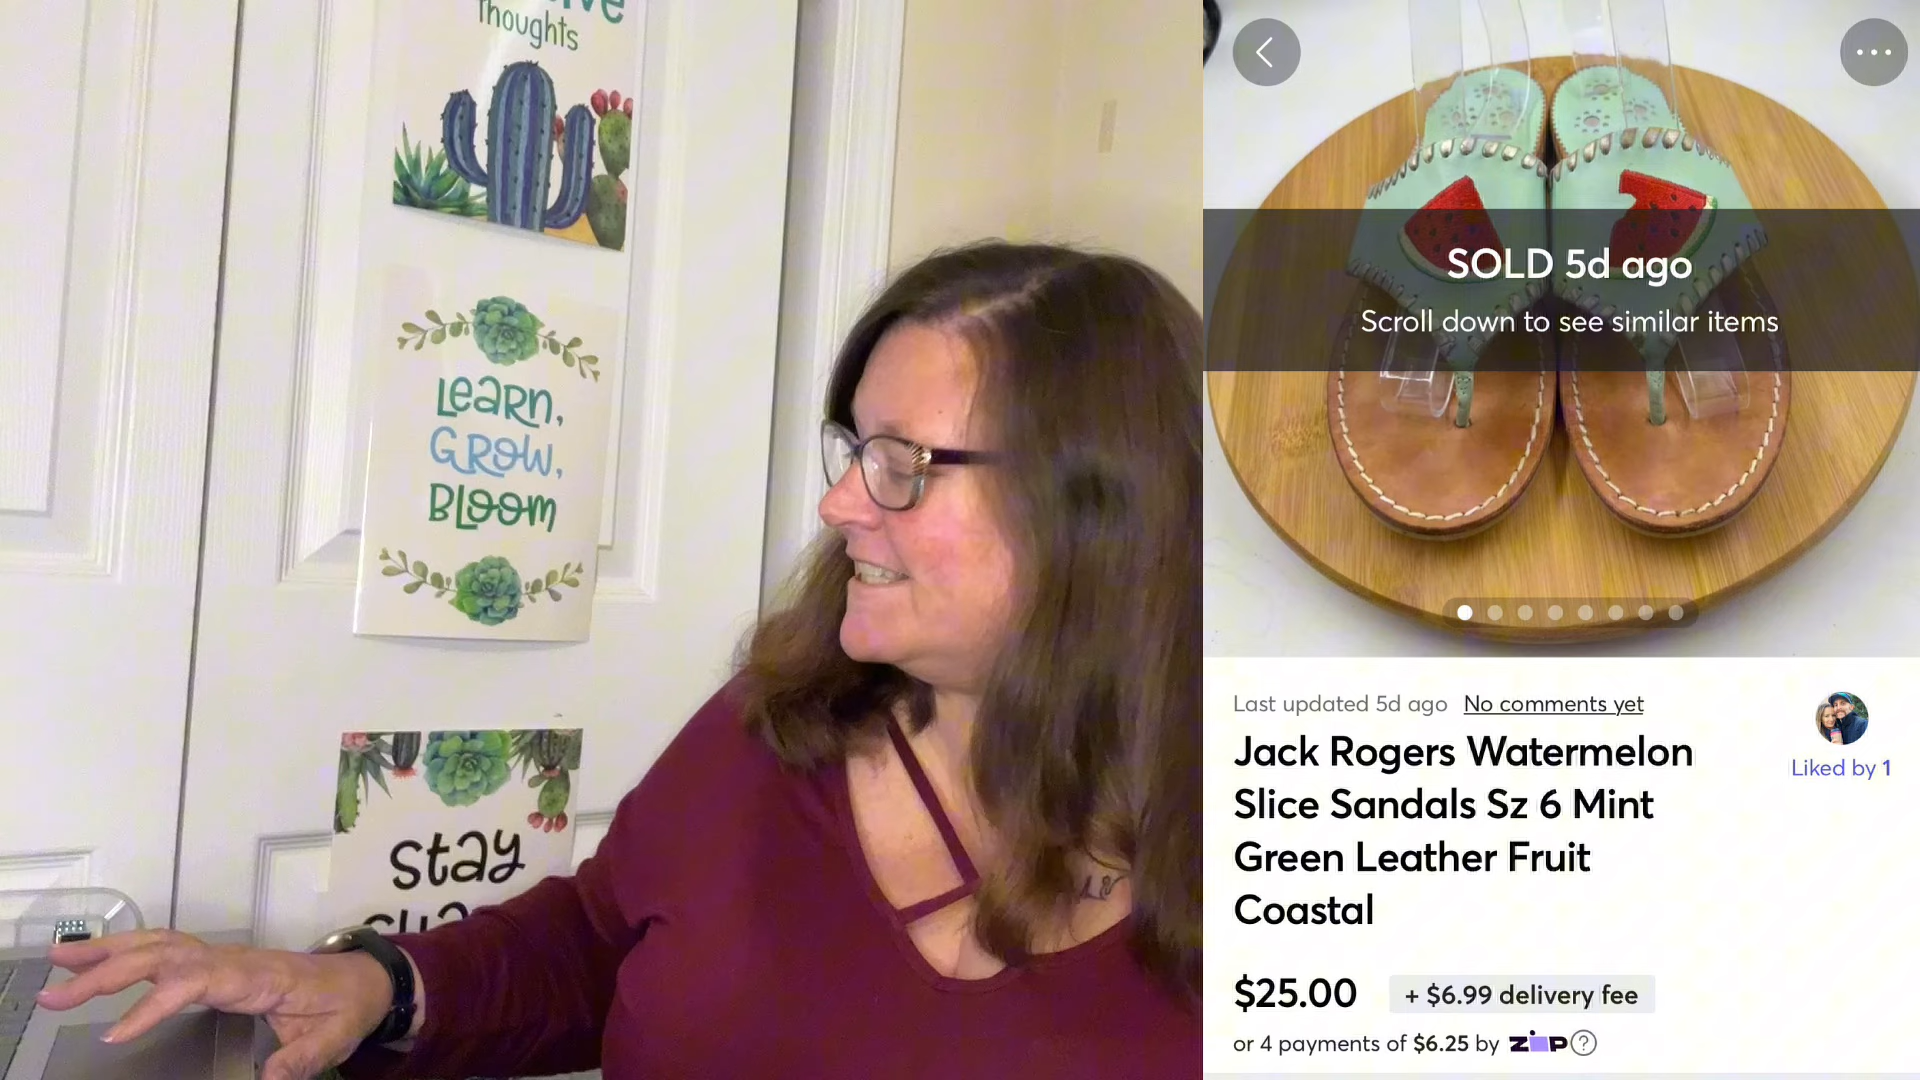 Thoughts
Learn,
Grow,
Bloom
Stay
SOLD 5d ago
Scroll down to see similar items
Last updated 5d ago No comments yet
Liked by 1
Jack Rogers Watermelon
Slice Sandals Sz 6 Mint
Green Leather Fruit
Coastal
$25.00 + $6.99 delivery fee
or 4 payments of $6.25 by ZIP ?